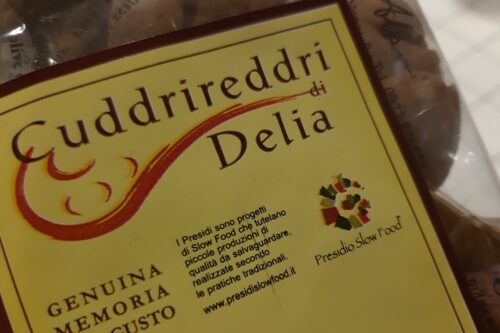 Cuddrireddri
di
Delia
I Presidi sono progetti
di Slow Food che tutelano
piccole produzioni di
qualità da salvaguardare,
realizzate secondo
le pratiche tradizionali.
www.presidislowfood.it
Presidio Slow Food®
GENUINA
MEMORIA
GUSTO